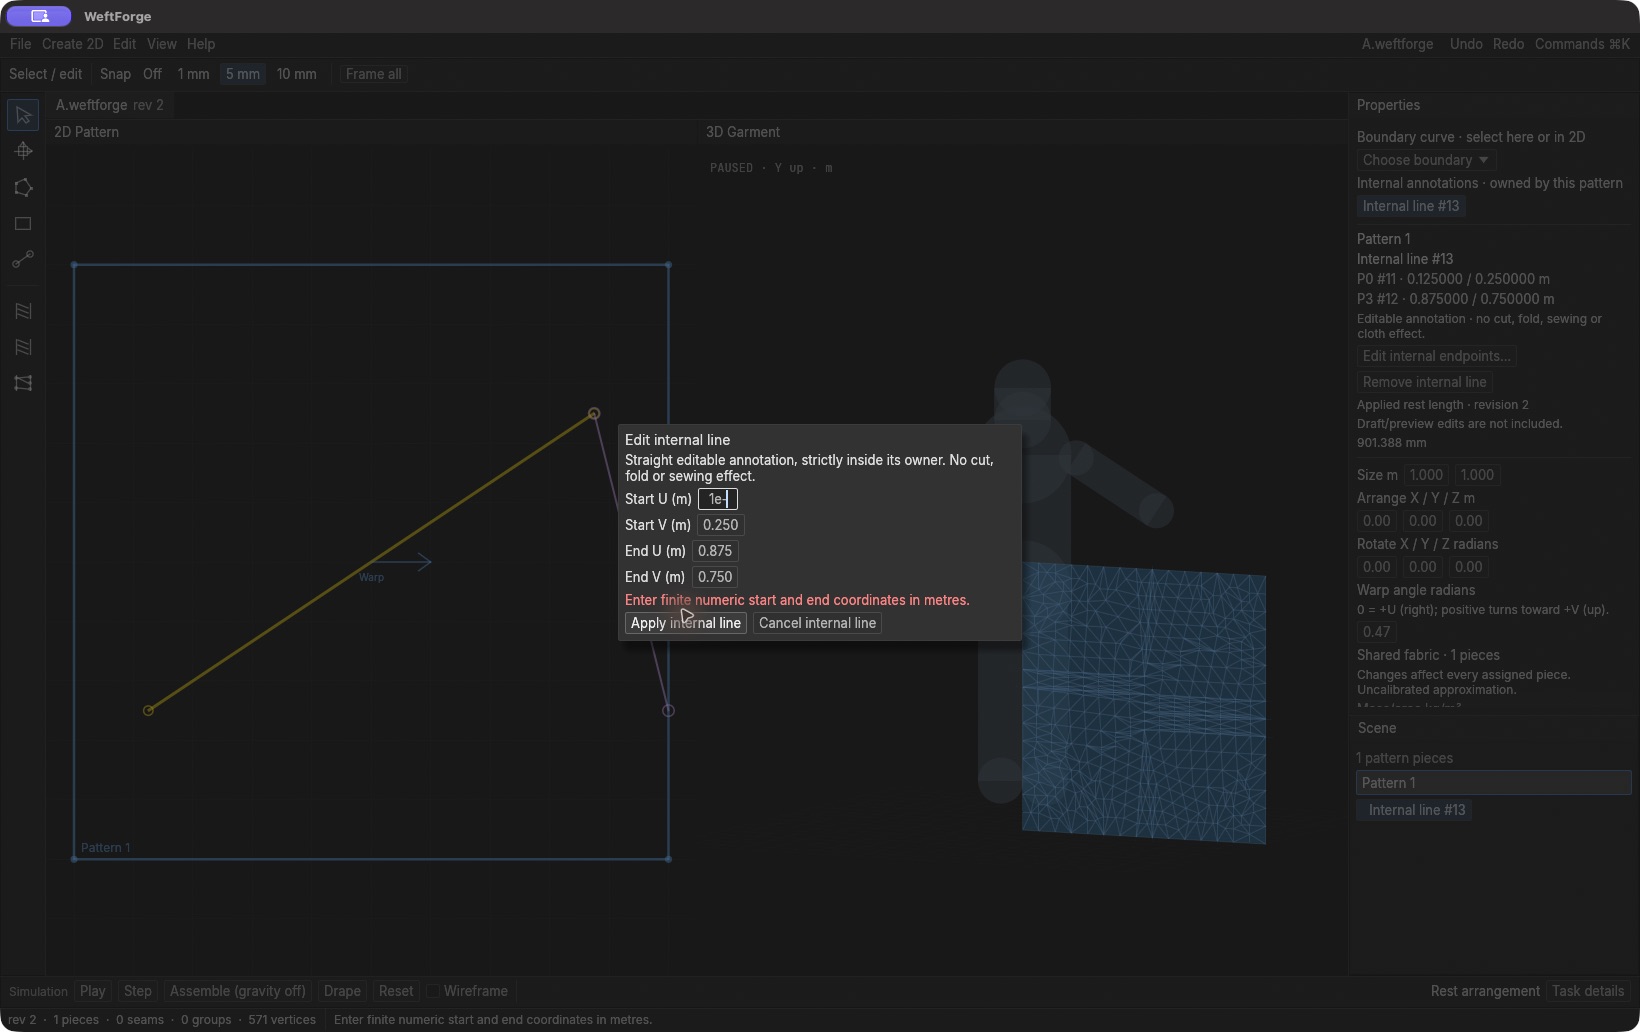 WeftForge
File Create 2D Edit View Help
A.weftforge Undo Redo Commands ⌘K
Select / edit Snap Off 1 mm 5 mm 10 mm Frame all
A.weftforge rev 2
2D Pattern
3D Garment
PAUSED · Y up · m
Warp
Pattern 1
Edit internal line
Straight editable annotation, strictly inside its owner. No cut,
fold or sewing effect.
Start U (m) 1e-
Start V (m) 0.250
End U (m) 0.875
End V (m) 0.750
Enter finite numeric start and end coordinates in metres.
Apply internal line Cancel internal line
Properties
Boundary curve · select here or in 2D
Choose boundary
Internal annotations · owned by this pattern
Internal line #13
Pattern 1
Internal line #13
P0 #11 · 0.125000 / 0.250000 m
P3 #12 · 0.875000 / 0.750000 m
Editable annotation · no cut, fold, sewing or
cloth effect.
Edit internal endpoints...
Remove internal line
Applied rest length · revision 2
Draft/preview edits are not included.
901.388 mm
Size m 1.000 1.000
Arrange X / Y / Z m
0.00 0.00 0.00
Rotate X / Y / Z radians
0.00 0.00 0.00
Warp angle radians
0 = +U (right); positive turns toward +V (up).
0.47
Shared fabric · 1 pieces
Changes affect every assigned piece.
Uncalibrated approximation.
Scene
1 pattern pieces
Pattern 1
Internal line #13
Simulation Play Step Assemble (gravity off) Drape Reset Wireframe
Rest arrangement Task details
rev 2 · 1 pieces · 0 seams · 0 groups · 571 vertices Enter finite numeric start and end coordinates in metres.